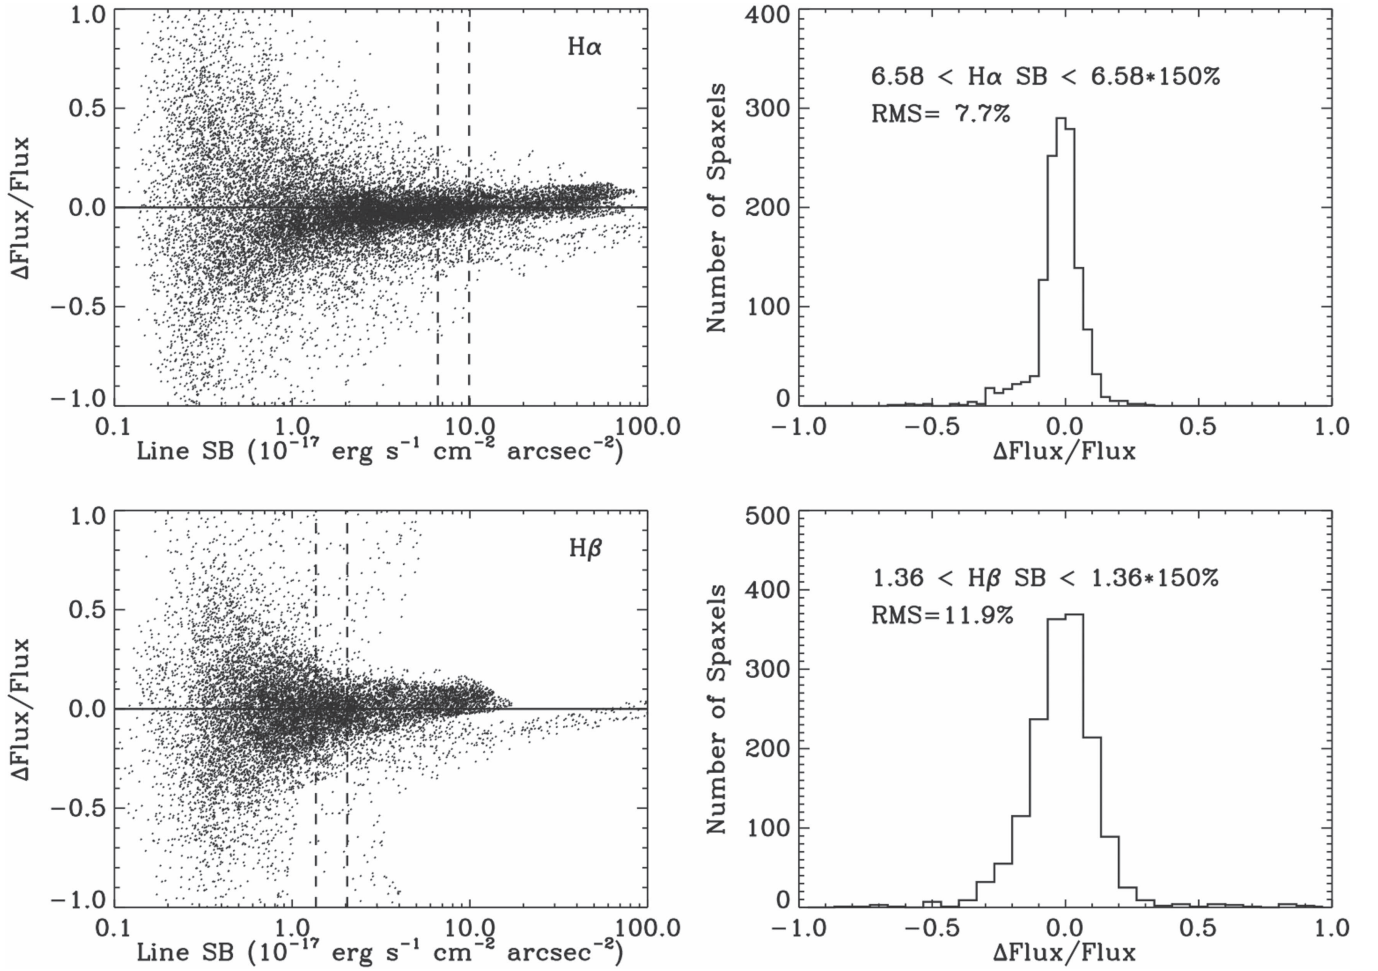 1.0
0.5
0.0
−0.5
−1.0
ΔFlux/Flux
Hα
0.1
1.0
10.0
100.0
Line SB (10⁻¹⁷ erg s⁻¹ cm⁻² arcsec⁻²)
400
300
200
100
0
Number of Spaxels
6.58 < Hα SB < 6.58*150%
RMS= 7.7%
−1.0
−0.5
0.0
0.5
1.0
ΔFlux/Flux
1.0
0.5
0.0
−0.5
−1.0
ΔFlux/Flux
Hβ
0.1
1.0
10.0
100.0
Line SB (10⁻¹⁷ erg s⁻¹ cm⁻² arcsec⁻²)
500
400
300
200
100
0
Number of Spaxels
1.36 < Hβ SB < 1.36*150%
RMS=11.9%
−1.0
−0.5
0.0
0.5
1.0
ΔFlux/Flux